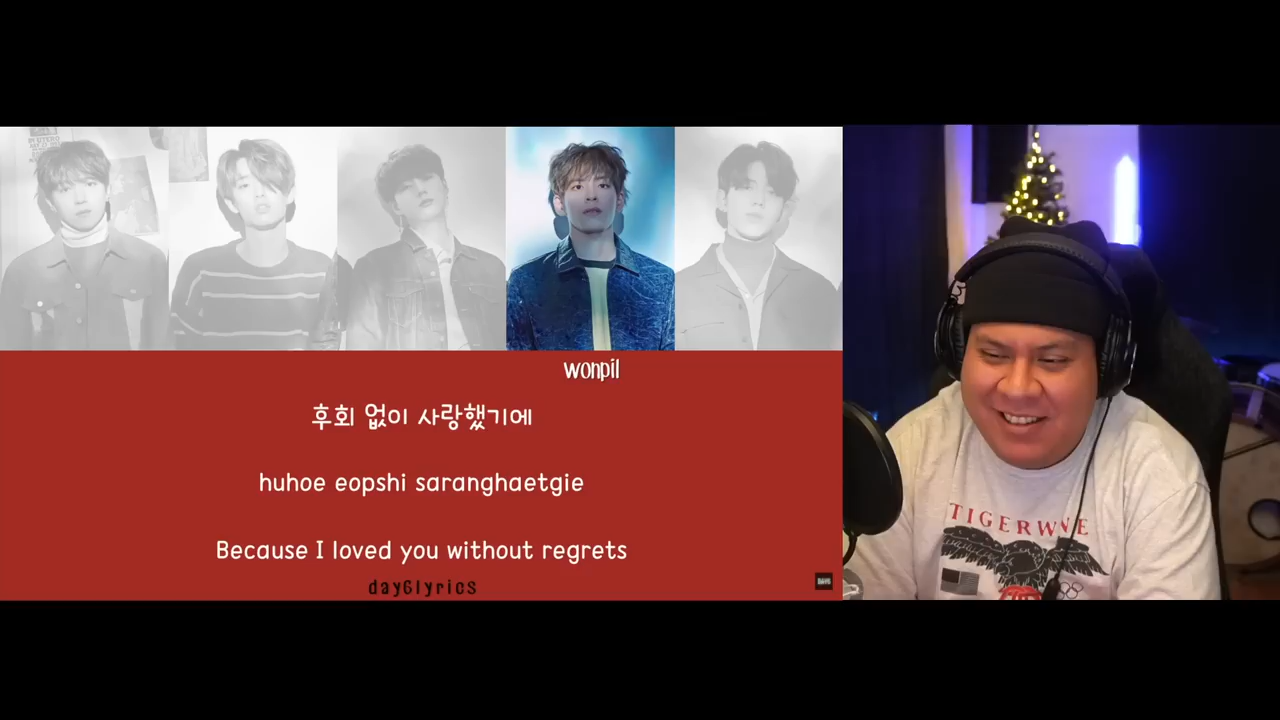 wonpil
후회 없이 사랑했기에
huhoe eopshi saranghaetgie
Because I loved you without regrets
day6lyrics
TIGERWNE